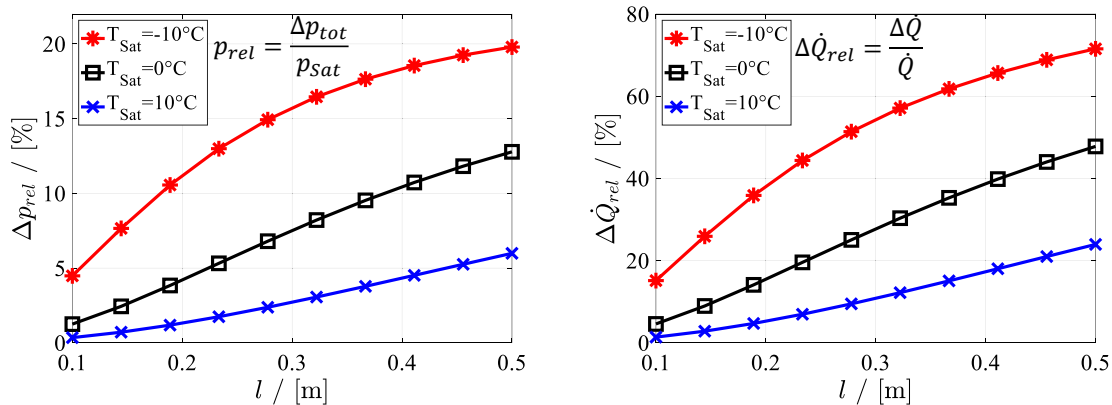 20
15
10
5
0
0.1
0.2
0.3
0.4
0.5
Δp_rel / [%]
l / [m]
T_Sat=-10°C
T_Sat=0°C
T_Sat=10°C
p_rel = Δp_tot / p_Sat
80
60
40
20
0
0.1
0.2
0.3
0.4
0.5
ΔQ̇_rel / [%]
l / [m]
T_Sat=-10°C
T_Sat=0°C
T_Sat=10°C
ΔQ̇_rel = ΔQ̇ / Q̇